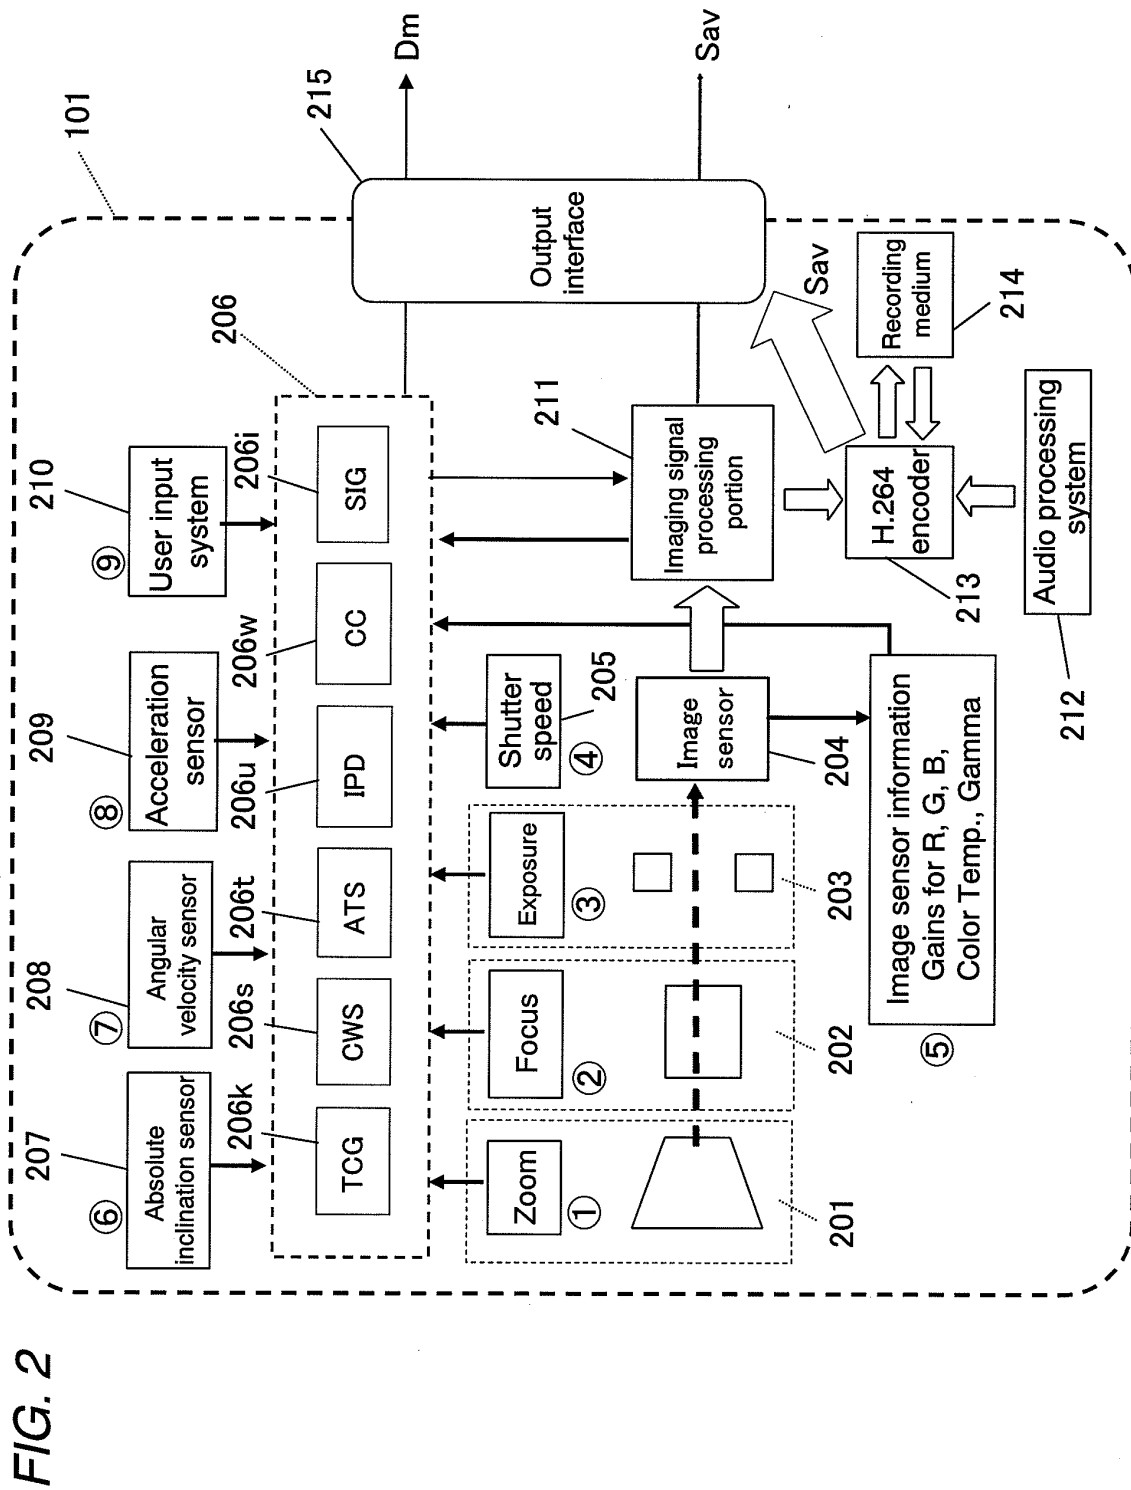 FIG. 2
101
207
208
209
210
⑥
Absolute
inclination sensor
⑦
Angular
velocity sensor
⑧
Acceleration
sensor
⑨
User input
system
206k
206s
206t
206u
206w
206i
206
215
TCG
CWS
ATS
IPD
CC
SIG
Dm
Zoom
①
Focus
②
Exposure
③
Shutter
speed
④
205
Image
sensor
204
201
202
203
Imaging signal
processing
portion
211
Output
interface
Sav
Sav
Image sensor information
Gains for R, G, B,
Color Temp., Gamma
⑤
H.264
encoder
213
Recording
medium
214
Audio processing
system
212